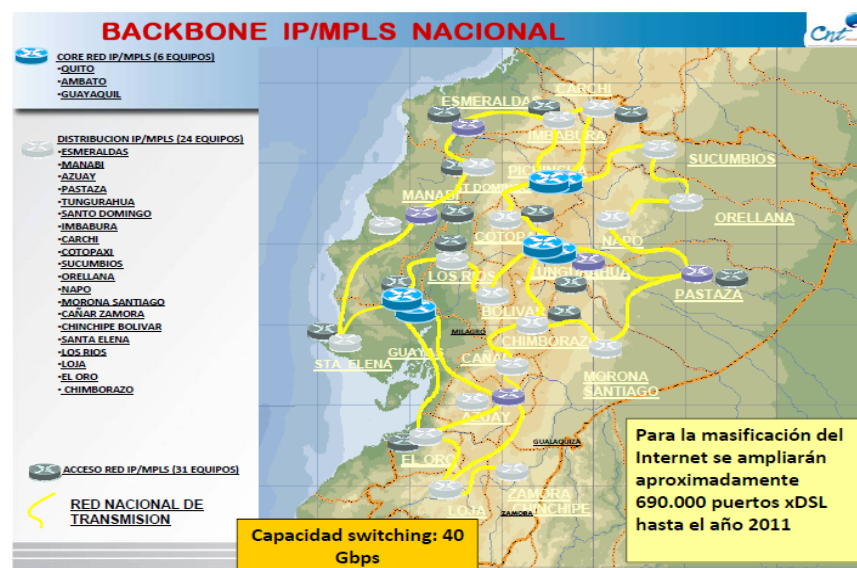 BACKBONE IP/MPLS NACIONAL
Cnt
CORE RED IP/MPLS (6 EQUIPOS)
•QUITO
•AMBATO
•GUAYAQUIL
DISTRIBUCION IP/MPLS (24 EQUIPOS)
•ESMERALDAS
•MANABI
•AZUAY
•PASTAZA
•TUNGURAHUA
•SANTO DOMINGO
•IMBABURA
•CARCHI
•COTOPAXI
•SUCUMBIOS
•ORELLANA
•NAPO
•MORONA SANTIAGO
•CAÑAR ZAMORA
•CHINCHIPE BOLIVAR
•SANTA ELENA
•LOS RIOS
•LOJA
•EL ORO
• CHIMBORAZO
ACCESO RED IP/MPLS (31 EQUIPOS)
RED NACIONAL DE
TRANSMISION
CARCHI
ESMERALDAS
IMBABURA
SUCUMBIOS
PICHINCHA
DOMINGO
MANABI
ORELLANA
COTOPAXI
NAPO
LOS RIOS
TUNGURAHUA
PASTAZA
BOLIVAR
MILAGRO
CHIMBORAZO
GUAYAS
STA. ELENA
CAÑAR
MORONA
SANTIAGO
AZUAY
GUALAQUIZA
EL ORO
ZAMORA
CHINCHIPE
LOJA
ZAMORA
Capacidad switching: 40
Gbps
Para la masificación del
Internet se ampliarán
aproximadamente
690.000 puertos xDSL
hasta el año 2011